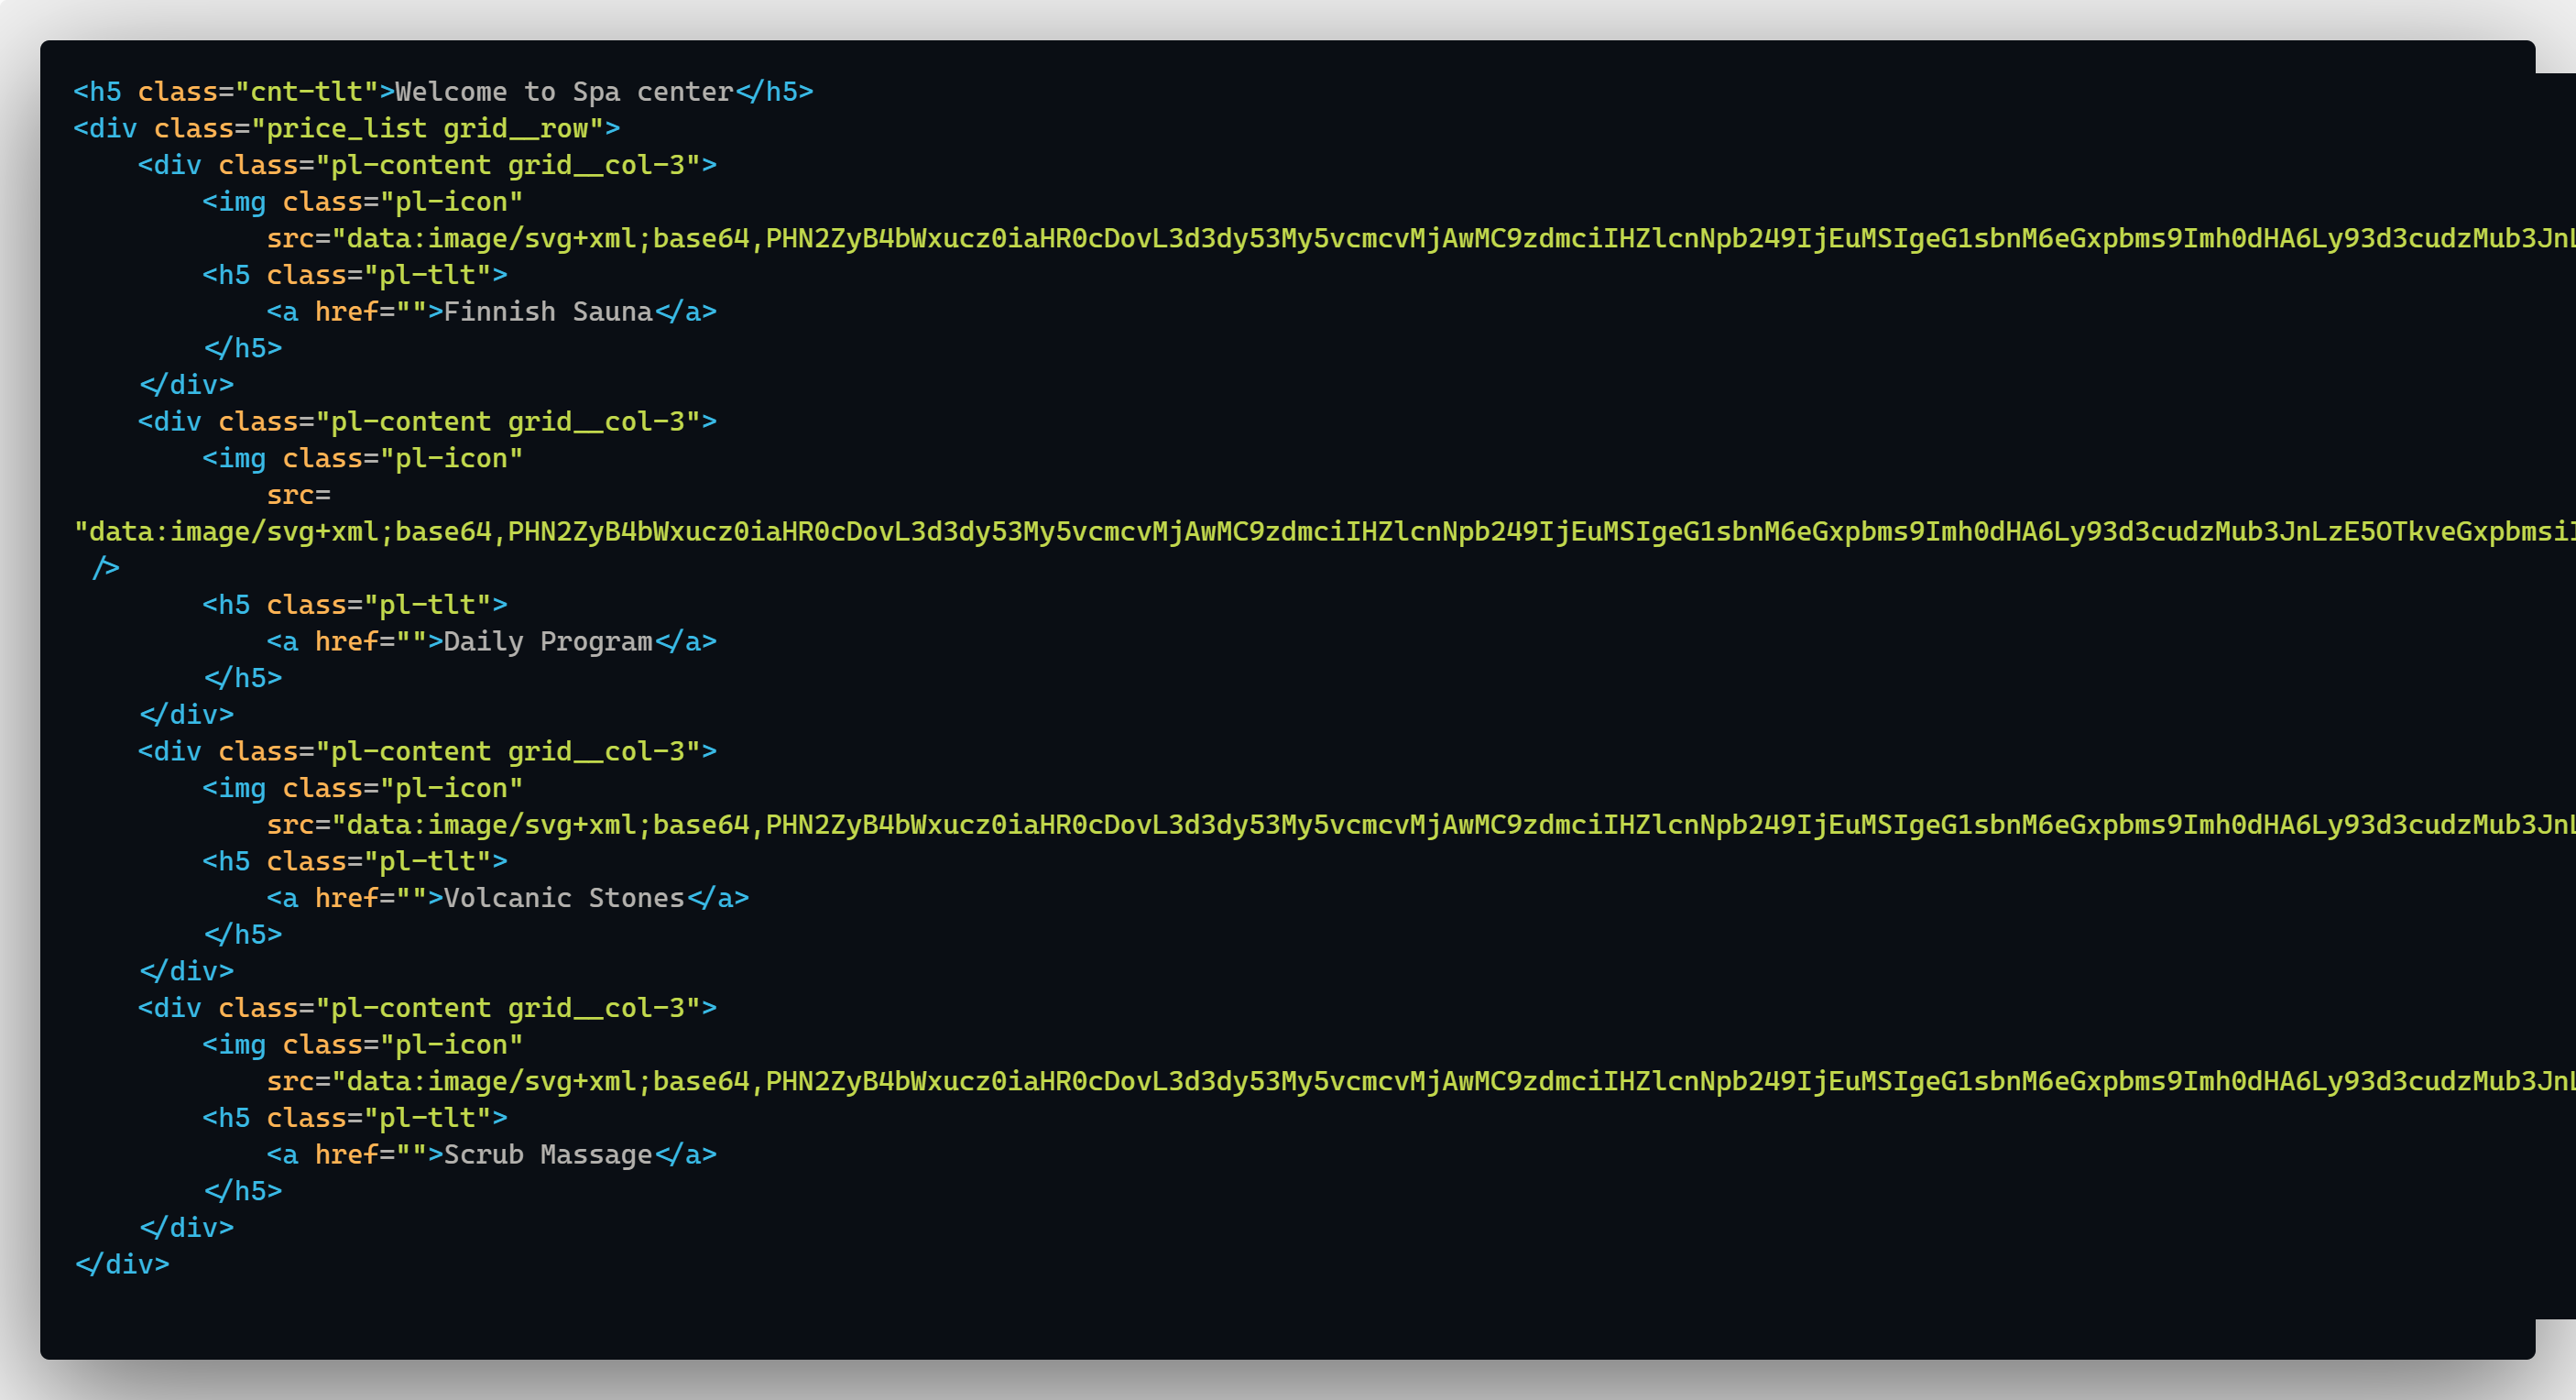 <h5 class="cnt-tlt">Welcome to Spa center</h5>
<div class="price_list grid__row">
    <div class="pl-content grid__col-3">
        <img class="pl-icon"
            src="data:image/svg+xml;base64,PHN2ZyB4bWxucz0iaHR0cDovL3d3dy53My5vcmcvMjAwMC9zdmciIHZlcnNpb249IjEuMSIgeG1sbnM6eGxpbms9Imh0dHA6Ly93d3cudzMub3JnL
        <h5 class="pl-tlt">
            <a href="">Finnish Sauna</a>
        </h5>
    </div>
    <div class="pl-content grid__col-3">
        <img class="pl-icon"
            src=
"data:image/svg+xml;base64,PHN2ZyB4bWxucz0iaHR0cDovL3d3dy53My5vcmcvMjAwMC9zdmciIHZlcnNpb249IjEuMSIgeG1sbnM6eGxpbms9Imh0dHA6Ly93d3cudzMub3JnLzE5OTkveGxpbmsiI
 />
        <h5 class="pl-tlt">
            <a href="">Daily Program</a>
        </h5>
    </div>
    <div class="pl-content grid__col-3">
        <img class="pl-icon"
            src="data:image/svg+xml;base64,PHN2ZyB4bWxucz0iaHR0cDovL3d3dy53My5vcmcvMjAwMC9zdmciIHZlcnNpb249IjEuMSIgeG1sbnM6eGxpbms9Imh0dHA6Ly93d3cudzMub3JnL
        <h5 class="pl-tlt">
            <a href="">Volcanic Stones</a>
        </h5>
    </div>
    <div class="pl-content grid__col-3">
        <img class="pl-icon"
            src="data:image/svg+xml;base64,PHN2ZyB4bWxucz0iaHR0cDovL3d3dy53My5vcmcvMjAwMC9zdmciIHZlcnNpb249IjEuMSIgeG1sbnM6eGxpbms9Imh0dHA6Ly93d3cudzMub3JnL
        <h5 class="pl-tlt">
            <a href="">Scrub Massage</a>
        </h5>
    </div>
</div>